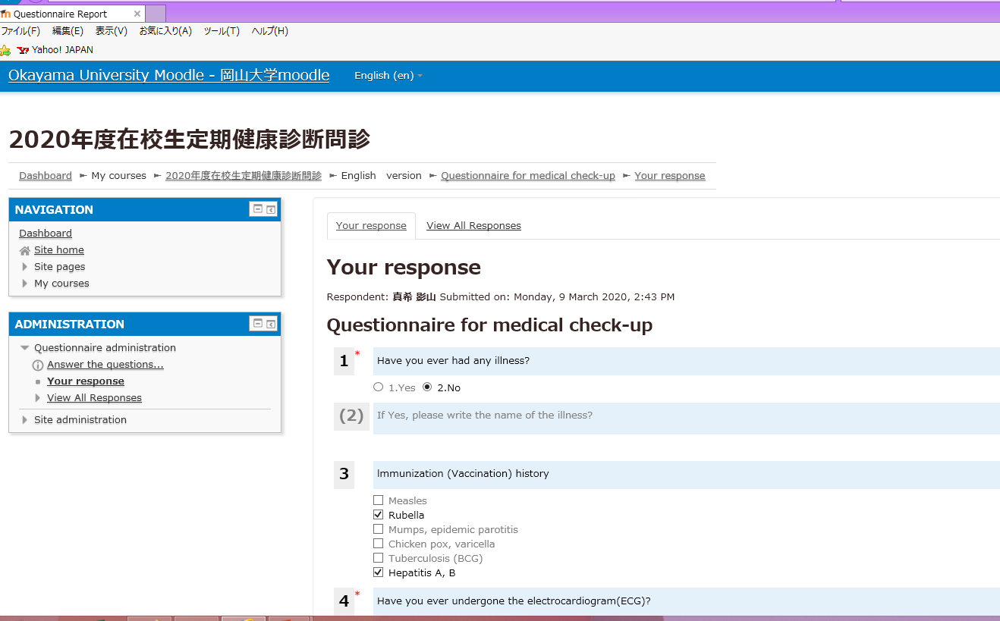 Questionnaire Report
ファイル(F) 編集(E) 表示(V) お気に入り(A) ツール(T) ヘルプ(H)
Yahoo! JAPAN
Okayama University Moodle - 岡山大学moodle English (en)
2020年度在校生定期健康診断問診
Dashboard ► My courses ► 2020年度在校生定期健康診断問診 ► English version ► Questionnaire for medical check-up ► Your response
NAVIGATION
Dashboard
Site home
Site pages
My courses
ADMINISTRATION
Questionnaire administration
Answer the questions...
Your response
View All Responses
Site administration
Your response View All Responses
Your response
Respondent: 真希 影山 Submitted on: Monday, 9 March 2020, 2:43 PM
Questionnaire for medical check-up
1 * Have you ever had any illness?
1.Yes 2.No
(2) If Yes, please write the name of the illness?
3 Immunization (Vaccination) history
Measles
Rubella
Mumps, epidemic parotitis
Chicken pox, varicella
Tuberculosis (BCG)
Hepatitis A, B
4 * Have you ever undergone the electrocardiogram(ECG)?